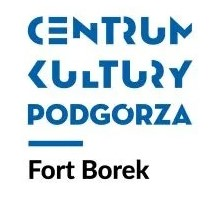 CENTRUM
KULTURY
PODGÓRZA
Fort Borek